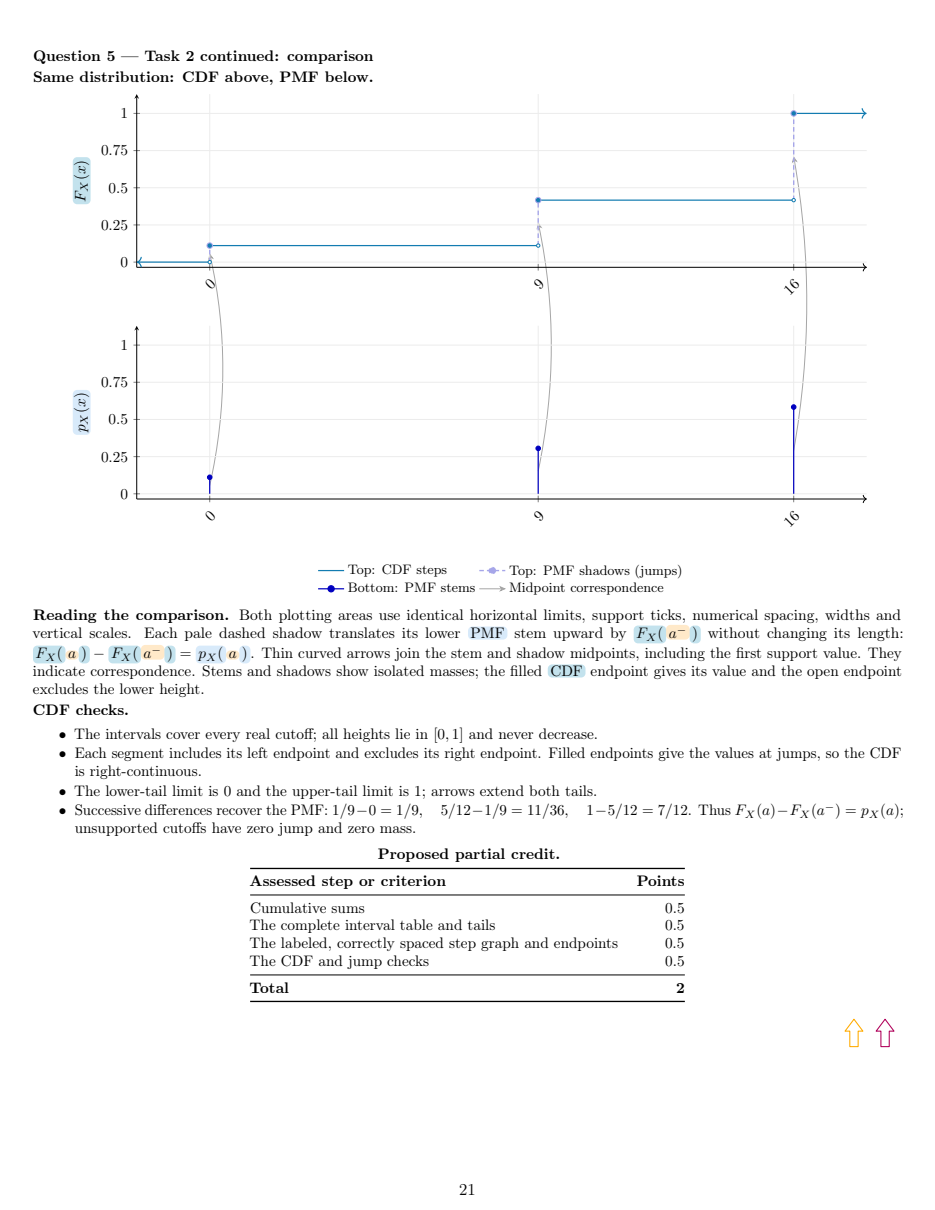 Question 5 — Task 2 continued: comparison
Same distribution: CDF above, PMF below.
1
0.75
0.5
0.25
0
F_X(x)
0
9
16
1
0.75
0.5
0.25
0
p_X(x)
0
9
16
Top: CDF steps
Top: PMF shadows (jumps)
Bottom: PMF stems
Midpoint correspondence
Reading the comparison. Both plotting areas use identical horizontal limits, support ticks, numerical spacing, widths and
vertical scales. Each pale dashed shadow translates its lower PMF stem upward by F_X(a⁻) without changing its length:
F_X(a) − F_X(a⁻) = p_X(a). Thin curved arrows join the stem and shadow midpoints, including the first support value. They
indicate correspondence. Stems and shadows show isolated masses; the filled CDF endpoint gives its value and the open endpoint
excludes the lower height.
CDF checks.
• The intervals cover every real cutoff; all heights lie in [0, 1] and never decrease.
• Each segment includes its left endpoint and excludes its right endpoint. Filled endpoints give the values at jumps, so the CDF
is right-continuous.
• The lower-tail limit is 0 and the upper-tail limit is 1; arrows extend both tails.
• Successive differences recover the PMF: 1/9−0 = 1/9, 5/12−1/9 = 11/36, 1−5/12 = 7/12. Thus F_X(a)−F_X(a⁻) = p_X(a);
unsupported cutoffs have zero jump and zero mass.
Proposed partial credit.
Assessed step or criterion Points
Cumulative sums 0.5
The complete interval table and tails 0.5
The labeled, correctly spaced step graph and endpoints 0.5
The CDF and jump checks 0.5
Total 2
21